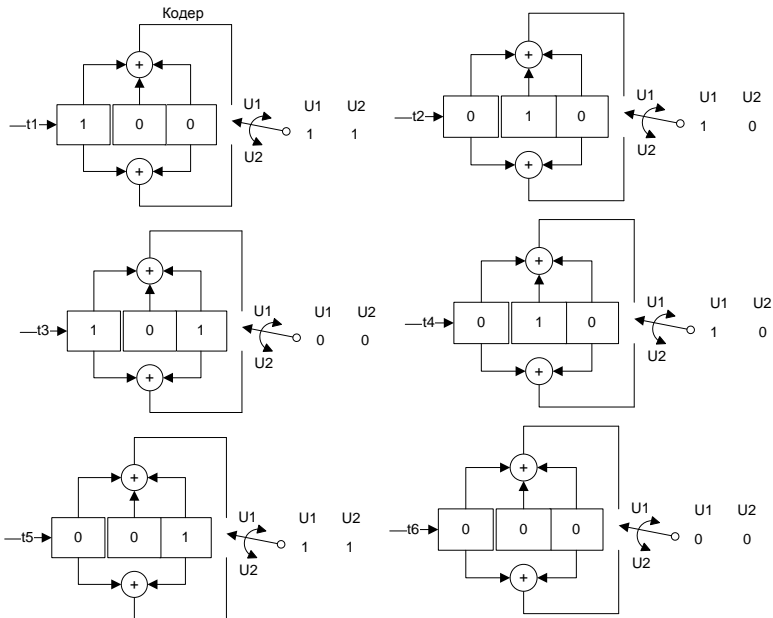 Кодер
+
U1 U1 U2
t1 1 0 0 1 1
U2
+
+
U1 U1 U2
t2 0 1 0 1 0
U2
+
+
U1 U1 U2
t3 1 0 1 0 0
U2
+
+
U1 U1 U2
t4 0 1 0 1 0
U2
+
+
U1 U1 U2
t5 0 0 1 1 1
U2
+
+
U1 U1 U2
t6 0 0 0 0 0
U2
+